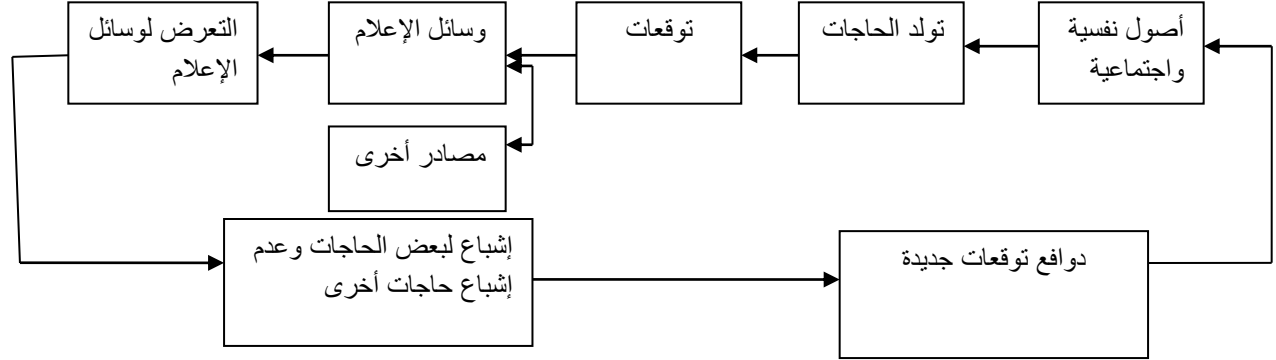 أصول نفسية
واجتماعية
تولد الحاجات
توقعات
وسائل الإعلام
التعرض لوسائل
الإعلام
مصادر أخرى
إشباع لبعض الحاجات وعدم
إشباع حاجات أخرى
دوافع توقعات جديدة